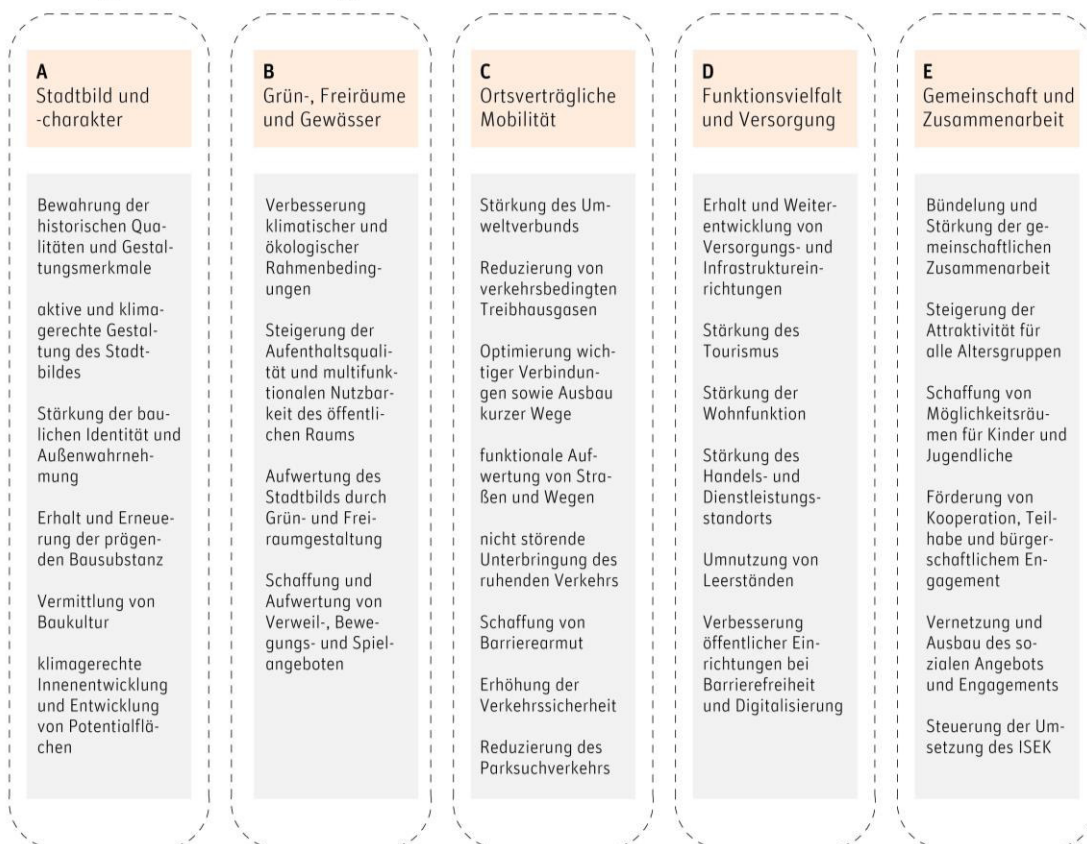 A
Stadtbild und
-charakter
Bewahrung der
historischen Qua-
litäten und Gestal-
tungsmerkmale
aktive und klima-
gerechte Gestal-
tung des Stadt-
bildes
Stärkung der bau-
lichen Identität und
Außenwahrneh-
mung
Erhalt und Erneue-
rung der prägen-
den Bausubstanz
Vermittlung von
Baukultur
klimagerechte
Innenentwicklung
und Entwicklung
von Potentialflä-
chen
B
Grün-, Freiräume
und Gewässer
Verbesserung
klimatischer und
ökologischer
Rahmenbeding-
ungen
Steigerung der
Aufenthaltsquali-
tät und multifunk-
tionalen Nutzbar-
keit des öffentli-
chen Raums
Aufwertung des
Stadtbilds durch
Grün- und Frei-
raumgestaltung
Schaffung und
Aufwertung von
Verweil-, Bewe-
gungs- und Spiel-
angeboten
C
Ortsverträgliche
Mobilität
Stärkung des Um-
weltverbunds
Reduzierung von
verkehrsbedingten
Treibhausgasen
Optimierung wich-
tiger Verbindun-
gen sowie Ausbau
kurzer Wege
funktionale Auf-
wertung von Stra-
ßen und Wegen
nicht störende
Unterbringung des
ruhenden Verkehrs
Schaffung von
Barrierearmut
Erhöhung der
Verkehrssicherheit
Reduzierung des
Parksuchverkehrs
D
Funktionsvielfalt
und Versorgung
Erhalt und Weiter-
entwicklung von
Versorgungs- und
Infrastrukturein-
richtungen
Stärkung des
Tourismus
Stärkung der
Wohnfunktion
Stärkung des
Handels- und
Dienstleistungs-
standorts
Umnutzung von
Leerständen
Verbesserung
öffentlicher Ein-
richtungen bei
Barrierefreiheit
und Digitalisierung
E
Gemeinschaft und
Zusammenarbeit
Bündelung und
Stärkung der ge-
meinschaftlichen
Zusammenarbeit
Steigerung der
Attraktivität für
alle Altersgruppen
Schaffung von
Möglichkeitsräu-
men für Kinder und
Jugendliche
Förderung von
Kooperation, Teil-
habe und bürger-
schaftlichem En-
gagement
Vernetzung und
Ausbau des so-
zialen Angebots
und Engagements
Steuerung der Um-
setzung des ISEK